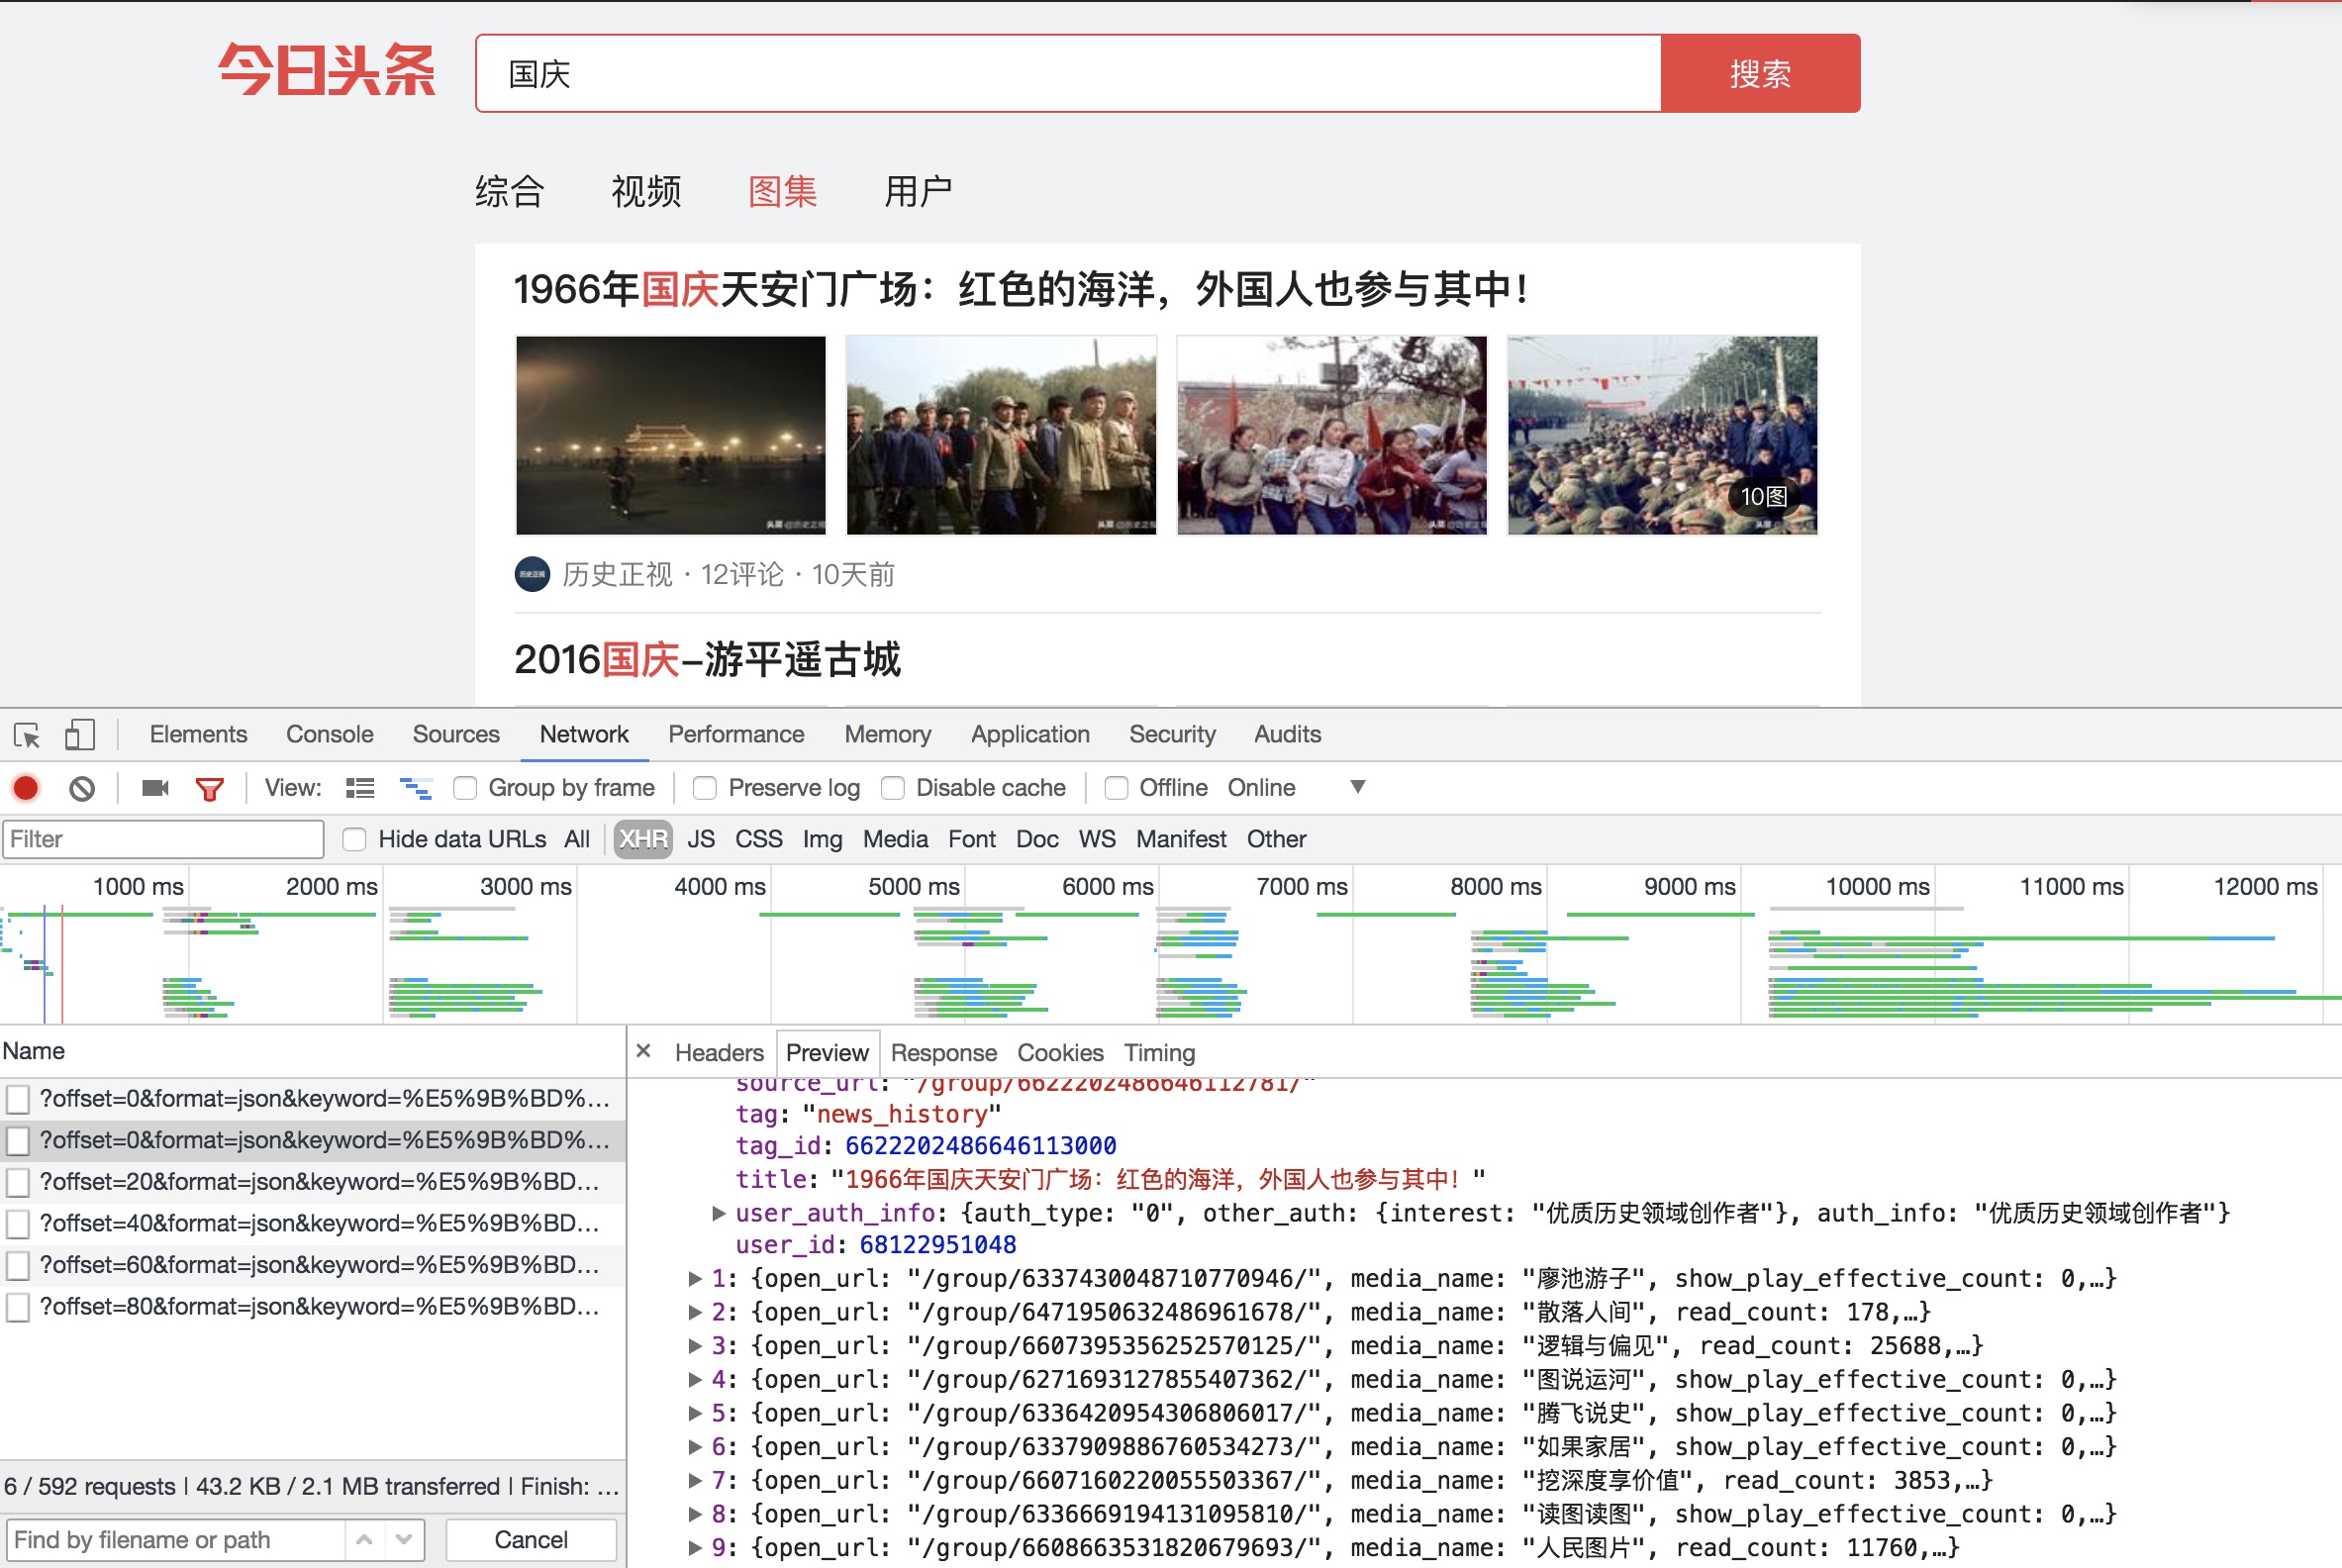 今日头条
国庆
搜索
综合 视频 图集 用户
1966年国庆天安门广场：红色的海洋，外国人也参与其中！
10图
历史正视 · 12评论 · 10天前
2016国庆-游平遥古城
Elements Console Sources Network Performance Memory Application Security Audits
View: Group by frame Preserve log Disable cache Offline Online
Filter Hide data URLs All XHR JS CSS Img Media Font Doc WS Manifest Other
1000 ms 2000 ms 3000 ms 4000 ms 5000 ms 6000 ms 7000 ms 8000 ms 9000 ms 10000 ms 11000 ms 12000 ms
Name
?offset=0&format=json&keyword=%E5%9B%BD%...
?offset=0&format=json&keyword=%E5%9B%BD%...
?offset=20&format=json&keyword=%E5%9B%BD...
?offset=40&format=json&keyword=%E5%9B%BD...
?offset=60&format=json&keyword=%E5%9B%BD...
?offset=80&format=json&keyword=%E5%9B%BD...
6 / 592 requests | 43.2 KB / 2.1 MB transferred | Finish: ...
Find by filename or path Cancel
× Headers Preview Response Cookies Timing
source_url: "/group/6622202486646112781/"
tag: "news_history"
tag_id: 6622202486646113000
title: "1966年国庆天安门广场：红色的海洋，外国人也参与其中！"
user_auth_info: {auth_type: "0", other_auth: {interest: "优质历史领域创作者"}, auth_info: "优质历史领域创作者"}
user_id: 68122951048
1: {open_url: "/group/6337430048710770946/", media_name: "廖池游子", show_play_effective_count: 0,…}
2: {open_url: "/group/6471950632486961678/", media_name: "散落人间", read_count: 178,…}
3: {open_url: "/group/6607395356252570125/", media_name: "逻辑与偏见", read_count: 25688,…}
4: {open_url: "/group/6271693127855407362/", media_name: "图说运河", show_play_effective_count: 0,…}
5: {open_url: "/group/6336420954306806017/", media_name: "腾飞说史", show_play_effective_count: 0,…}
6: {open_url: "/group/6337909886760534273/", media_name: "如果家居", show_play_effective_count: 0,…}
7: {open_url: "/group/6607160220055503367/", media_name: "挖深度享价值", read_count: 3853,…}
8: {open_url: "/group/6336669194131095810/", media_name: "读图读图", show_play_effective_count: 0,…}
9: {open_url: "/group/6608663531820679693/", media_name: "人民图片", read_count: 11760,…}